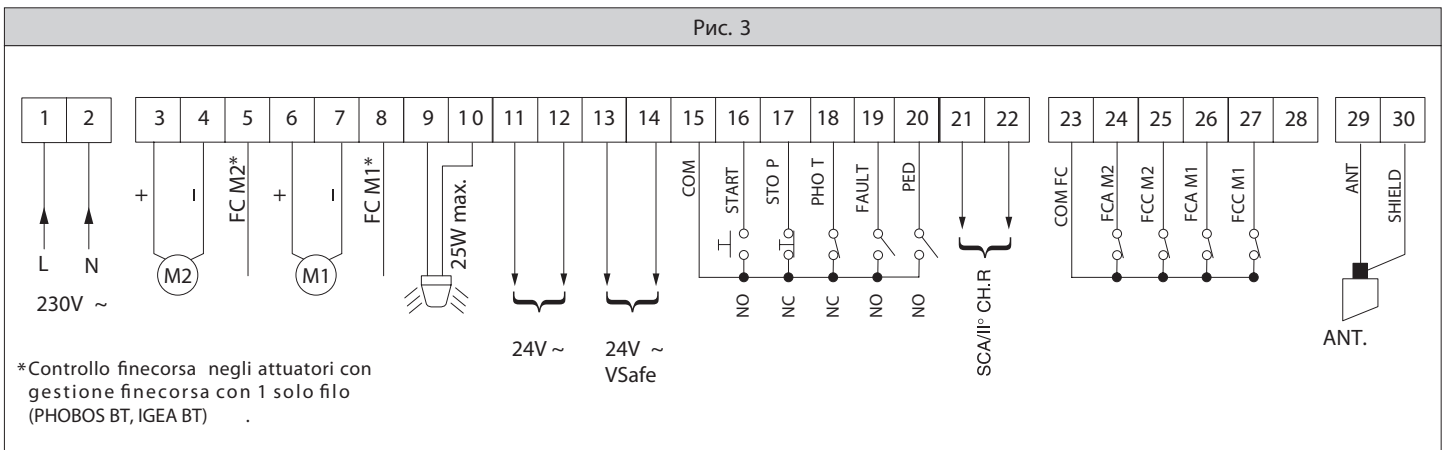 Рис. 3
1 2 3 4 5 6 7 8 9 10 11 12 13 14 15 16 17 18 19 20 21 22 23 24 25 26 27 28 29 30
+ – FC M2* + – FC M1* 25W max. COM START STO P PHO T FAULT PED COM FC FCA M2 FCC M2 FCA M1 FCC M1 ANT SHIELD
L N M2 M1
230V ~
NO NC NC NO NO
SCA/II° CH.R
24V ~ 24V ~
VSafe
ANT.
*Controllo finecorsa negli attuatori con
gestione finecorsa con 1 solo filo
(PHOBOS BT, IGEA BT) .